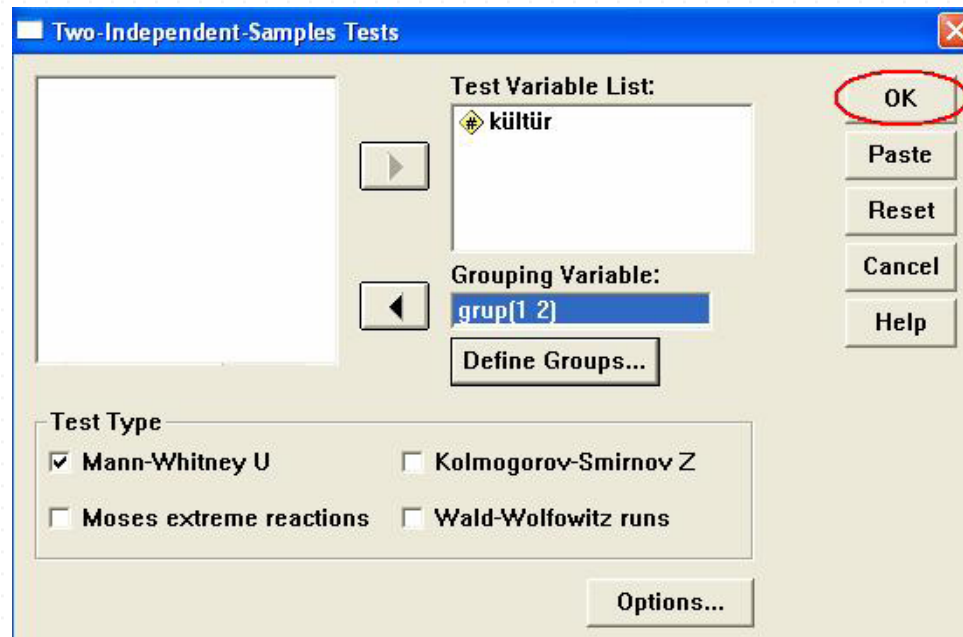 Two-Independent-Samples Tests
Test Variable List:
kültür
Grouping Variable:
grup(1 2)
Define Groups...
OK
Paste
Reset
Cancel
Help
Test Type
Mann-Whitney U
Kolmogorov-Smirnov Z
Moses extreme reactions
Wald-Wolfowitz runs
Options...